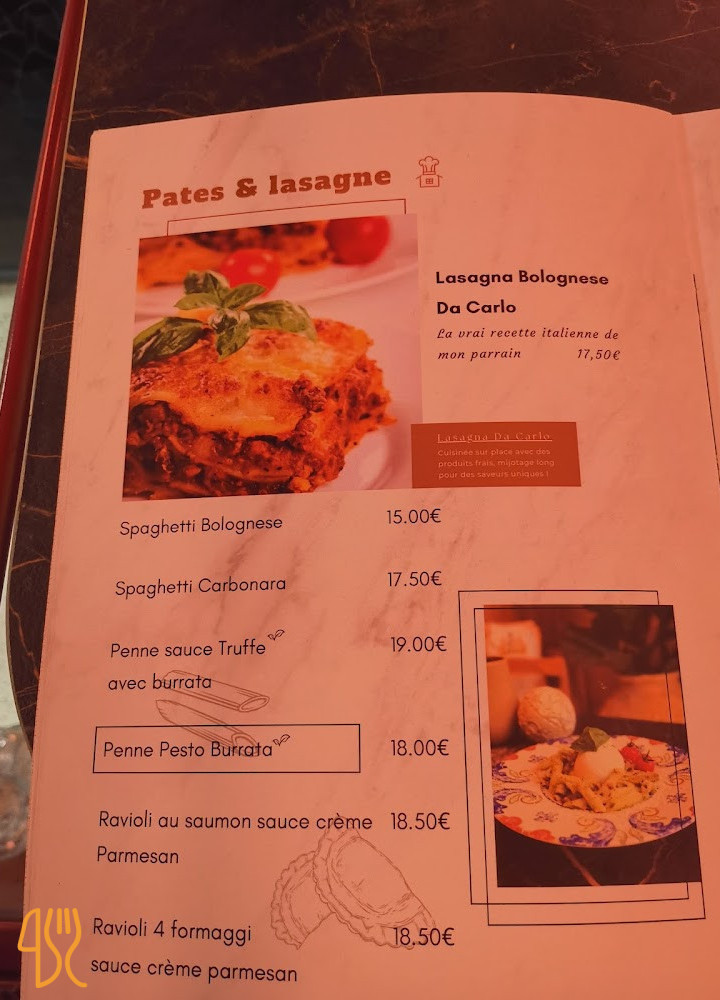 Pates & lasagne
Lasagna Bolognese
Da Carlo
La vrai recette italienne de
mon parrain 17,50€
Lasagna Da Carlo
Cuisinée sur place avec des
produits frais, mijotage long
pour des saveurs uniques !
Spaghetti Bolognese 15.00€
Spaghetti Carbonara 17.50€
Penne sauce Truffe 19.00€
avec burrata
Penne Pesto Burrata 18.00€
Ravioli au saumon sauce crème 18.50€
Parmesan
Ravioli 4 formaggi 18.50€
sauce crème parmesan